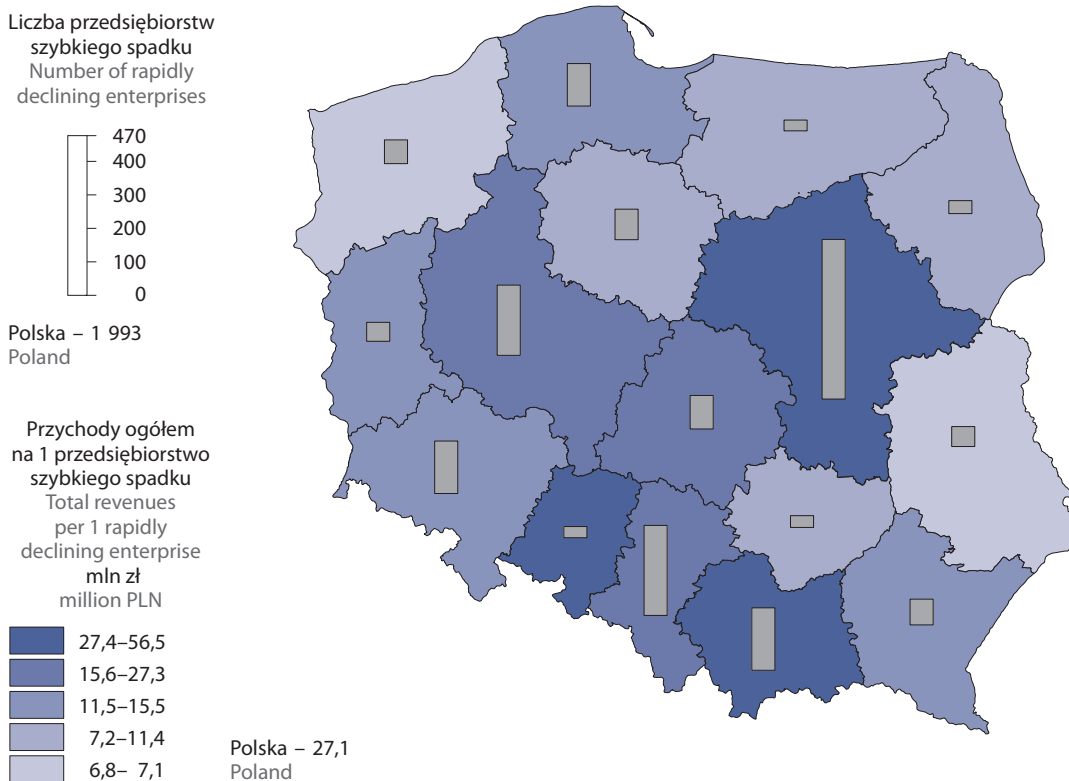 Liczba przedsiębiorstw
szybkiego spadku
Number of rapidly
declining enterprises
470
400
300
200
100
0
Polska – 1 993
Poland
Przychody ogółem
na 1 przedsiębiorstwo
szybkiego spadku
Total revenues
per 1 rapidly
declining enterprise
mln zł
million PLN
27,4–56,5
15,6–27,3
11,5–15,5
7,2–11,4
6,8– 7,1
Polska – 27,1
Poland